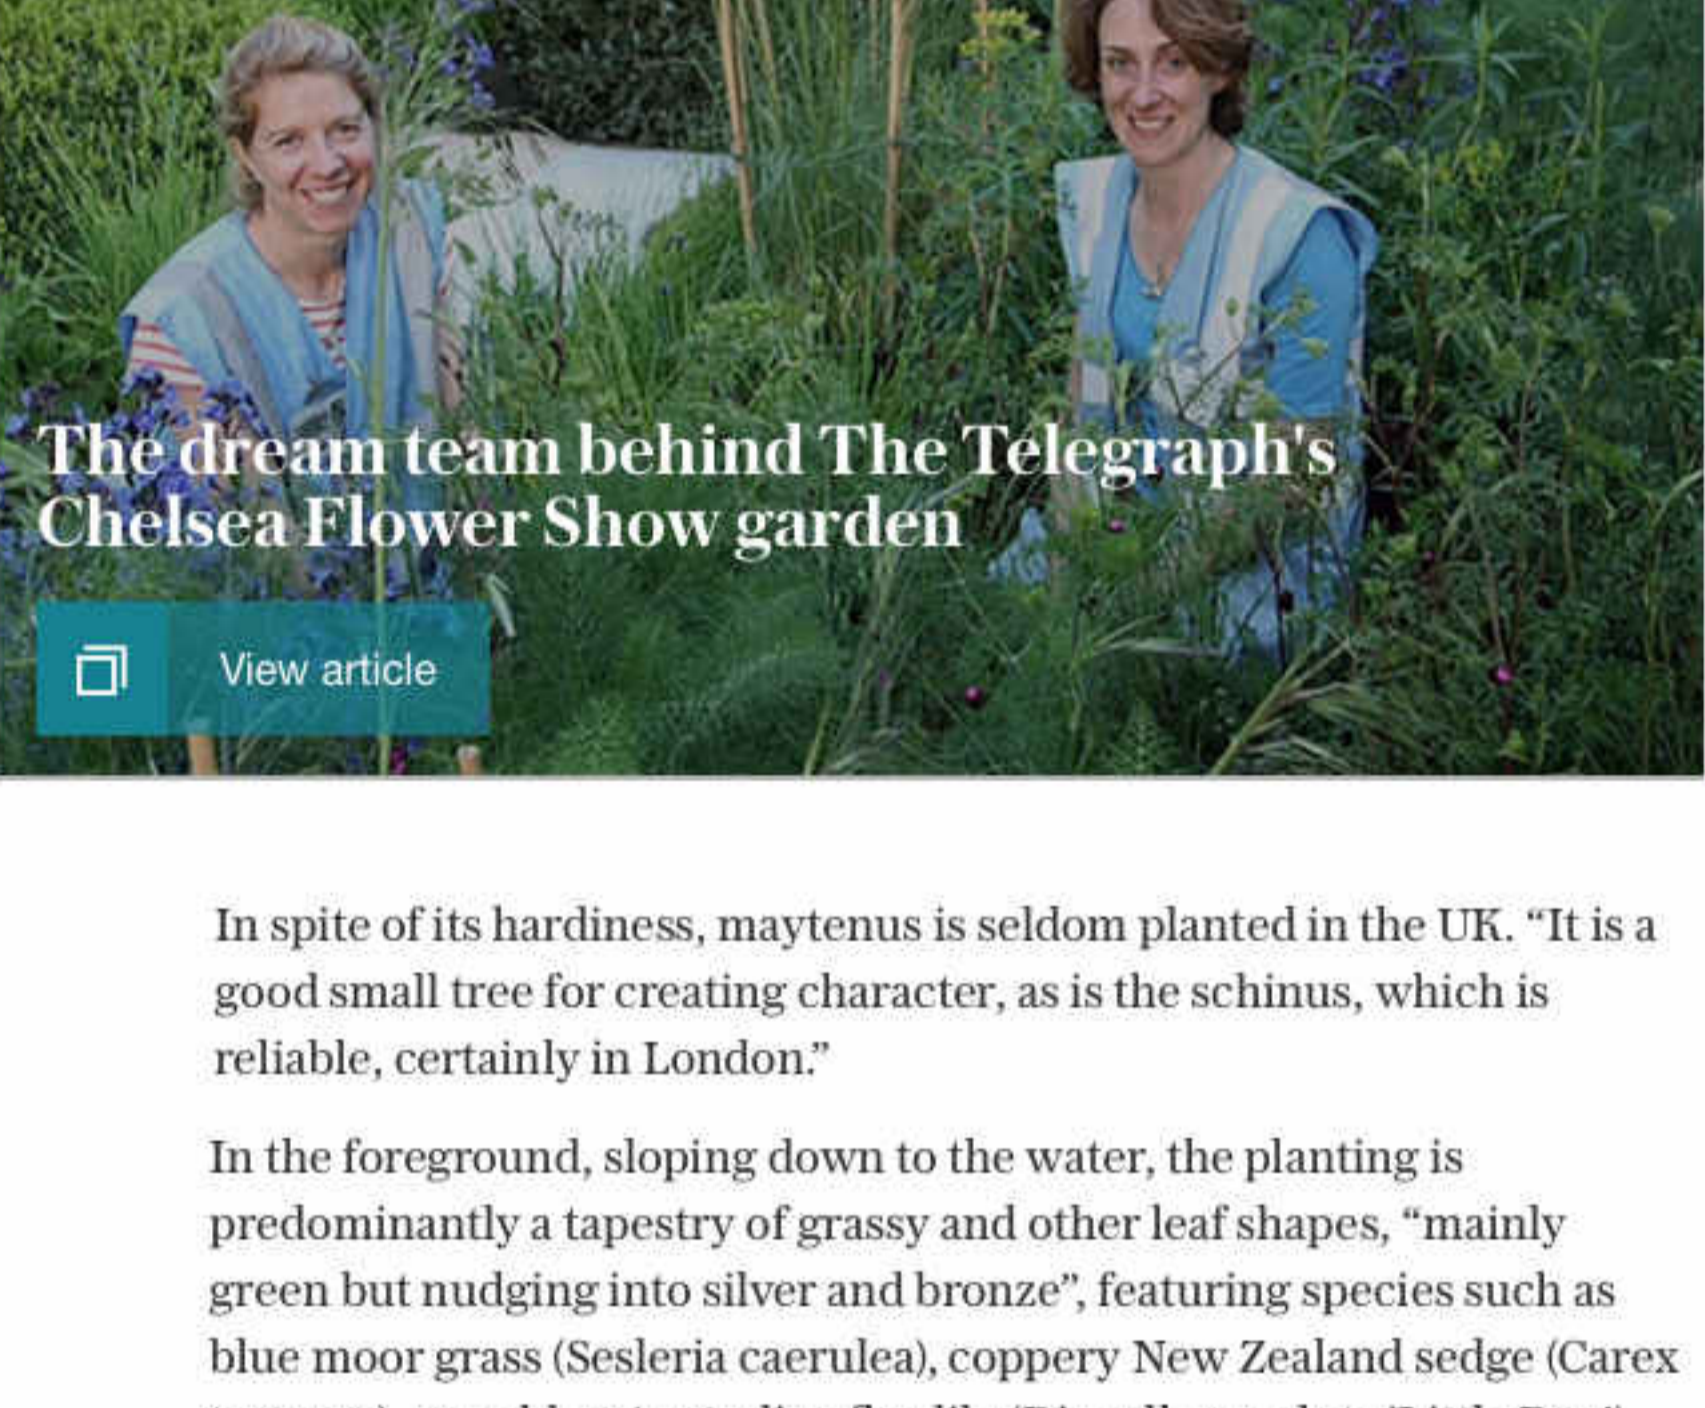 The dream team behind The Telegraph's
Chelsea Flower Show garden
View article
In spite of its hardiness, maytenus is seldom planted in the UK. “It is a
good small tree for creating character, as is the schinus, which is
reliable, certainly in London.”
In the foreground, sloping down to the water, the planting is
predominantly a tapestry of grassy and other leaf shapes, “mainly
green but nudging into silver and bronze”, featuring species such as
blue moor grass (Sesleria caerulea), coppery New Zealand sedge (Carex